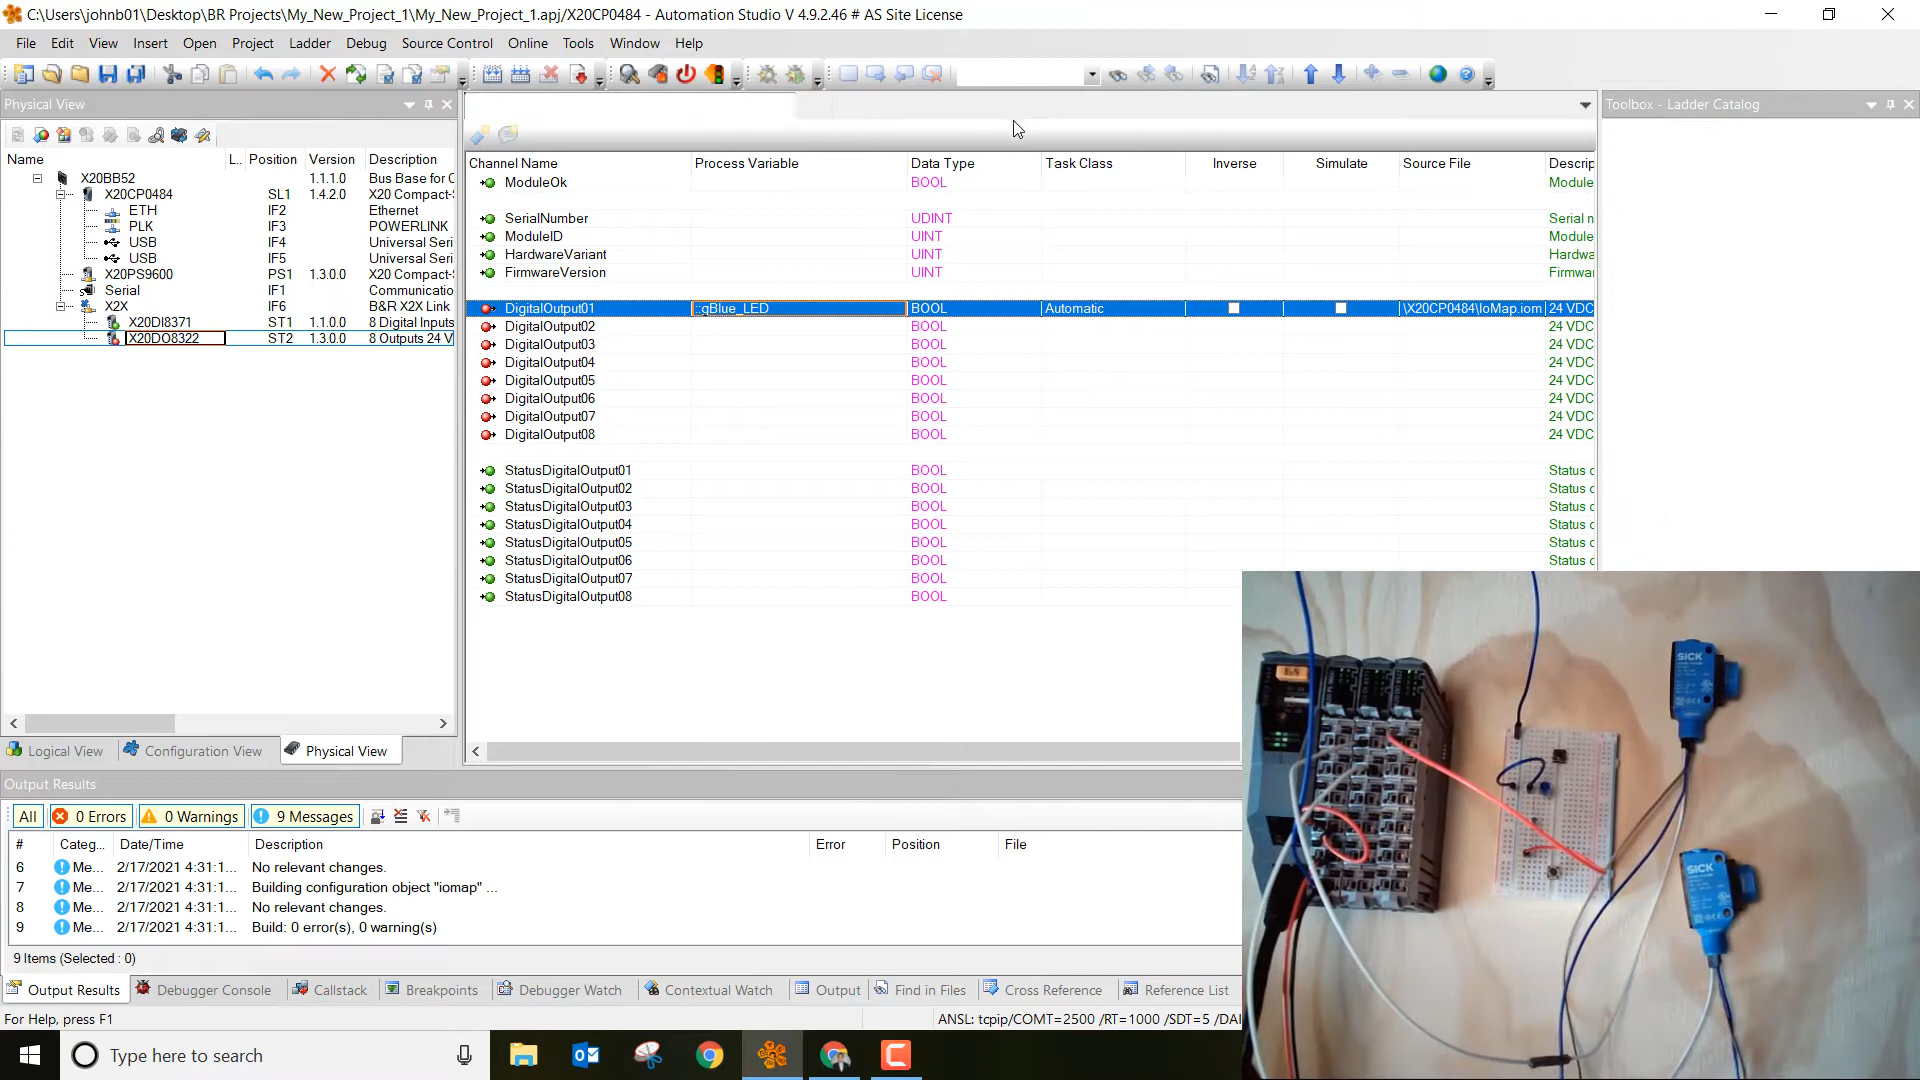 C:\Users\johnb01\Desktop\BR Projects\My_New_Project_1\My_New_Project_1.apj/X20CP0484 - Automation Studio V 4.9.2.46 # AS Site License
File Edit View Insert Open Project Ladder Debug Source Control Online Tools Window Help
Physical View
Toolbox - Ladder Catalog
Name L.. Position Version Description
X20BB52 1.1.1.0 Bus Base for C
X20CP0484 SL1 1.4.2.0 X20 Compact-
ETH IF2 Ethernet
PLK IF3 POWERLINK
USB IF4 Universal Seri
USB IF5 Universal Seri
X20PS9600 PS1 1.3.0.0 X20 Compact-
Serial IF1 Communicatio
X2X IF6 B&R X2X Link
X20DI8371 ST1 1.1.0.0 8 Digital Inputs
X20DO8322 ST2 1.3.0.0 8 Outputs 24 V
Logical View Configuration View Physical View
Channel Name Process Variable Data Type Task Class Inverse Simulate Source File Descrip
ModuleOk BOOL Module
SerialNumber UDINT Serial n
ModuleID UINT Module
HardwareVariant UINT Hardwa
FirmwareVersion UINT Firmwa
DigitalOutput01 ::gBlue_LED BOOL Automatic \X20CP0484\IoMap.iom 24 VDC
DigitalOutput02 BOOL 24 VDC
DigitalOutput03 BOOL 24 VDC
DigitalOutput04 BOOL 24 VDC
DigitalOutput05 BOOL 24 VDC
DigitalOutput06 BOOL 24 VDC
DigitalOutput07 BOOL 24 VDC
DigitalOutput08 BOOL 24 VDC
StatusDigitalOutput01 BOOL Status o
StatusDigitalOutput02 BOOL Status o
StatusDigitalOutput03 BOOL Status o
StatusDigitalOutput04 BOOL Status o
StatusDigitalOutput05 BOOL Status o
StatusDigitalOutput06 BOOL Status o
StatusDigitalOutput07 BOOL Status o
StatusDigitalOutput08 BOOL
SICK
SICK
Output Results
All 0 Errors 0 Warnings 9 Messages
# Categ... Date/Time Description Error Position File
6 Me... 2/17/2021 4:31:1... No relevant changes.
7 Me... 2/17/2021 4:31:1... Building configuration object "iomap" ...
8 Me... 2/17/2021 4:31:1... No relevant changes.
9 Me... 2/17/2021 4:31:1... Build: 0 error(s), 0 warning(s)
9 Items (Selected : 0)
Output Results Debugger Console Callstack Breakpoints Debugger Watch Contextual Watch Output Find in Files Cross Reference Reference List
For Help, press F1
ANSL: tcpip/COMT=2500 /RT=1000 /SDT=5 /DAI
Type here to search